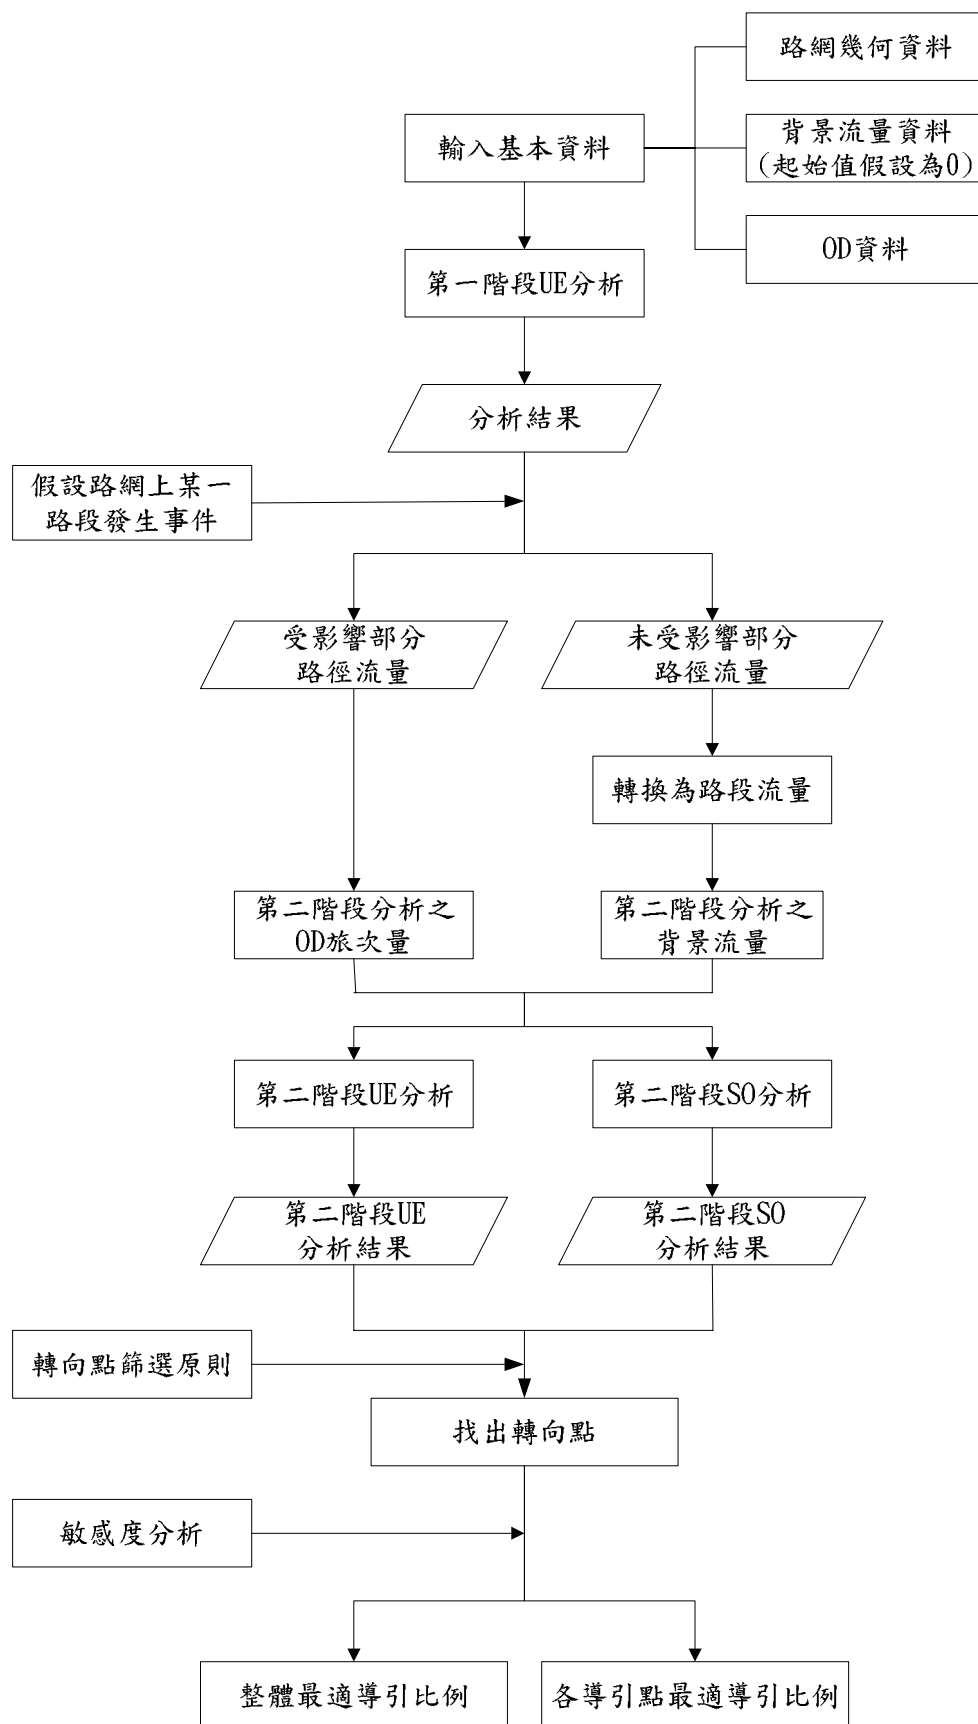 路網幾何資料
輸入基本資料
背景流量資料
(起始值假設為0)
OD資料
第一階段UE分析
分析結果
假設路網上某一
路段發生事件
受影響部分
路徑流量
未受影響部分
路徑流量
轉換為路段流量
第二階段分析之
OD旅次量
第二階段分析之
背景流量
第二階段UE分析
第二階段SO分析
第二階段UE
分析結果
第二階段SO
分析結果
轉向點篩選原則
找出轉向點
敏感度分析
整體最適導引比例
各導引點最適導引比例